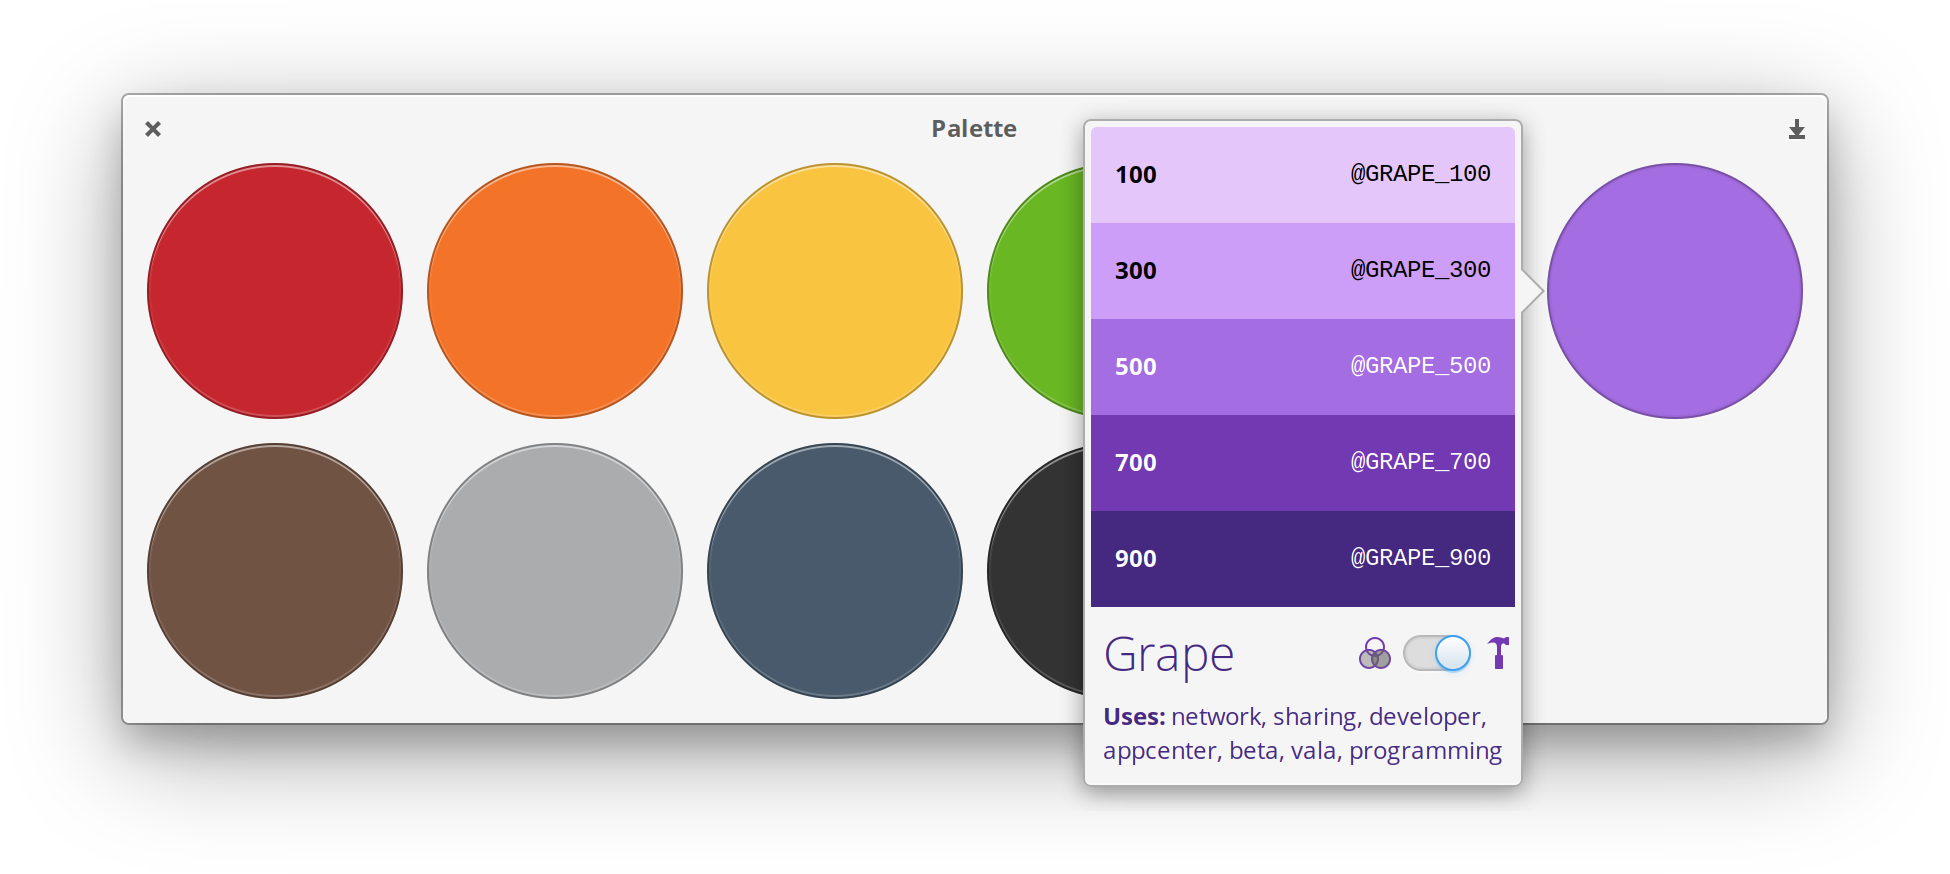 Palette
100 @GRAPE_100
300 @GRAPE_300
500 @GRAPE_500
700 @GRAPE_700
900 @GRAPE_900
Grape
Uses: network, sharing, developer,
appcenter, beta, vala, programming